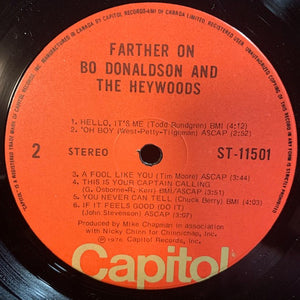 FARTHER ON
BO DONALDSON AND
THE HEYWOODS
1. HELLO, IT'S ME (Todd Rundgren) BMI (4:12)
2. 'OH BOY (West-Petty-Tilghman) ASCAP (2:52)
2
STEREO
ST-11501
3. A FOOL LIKE YOU (Tim Moore) ASCAP (3:44)
4. THIS IS YOUR CAPTAIN CALLING
(G. Osborne-R. Kerr) BMI/ASCAP (3:51)
5. YOU NEVER CAN TELL (Chuck Berry) BMI (4:03)
6. IF IT FEELS GOOD (DO IT)
(John Stevenson) ASCAP (3:17)
Produced by Mike Chapman in association
with Nicky Chinn for Chinnichap, Inc.
℗ 1976 Capitol Records, Inc.
Capitol